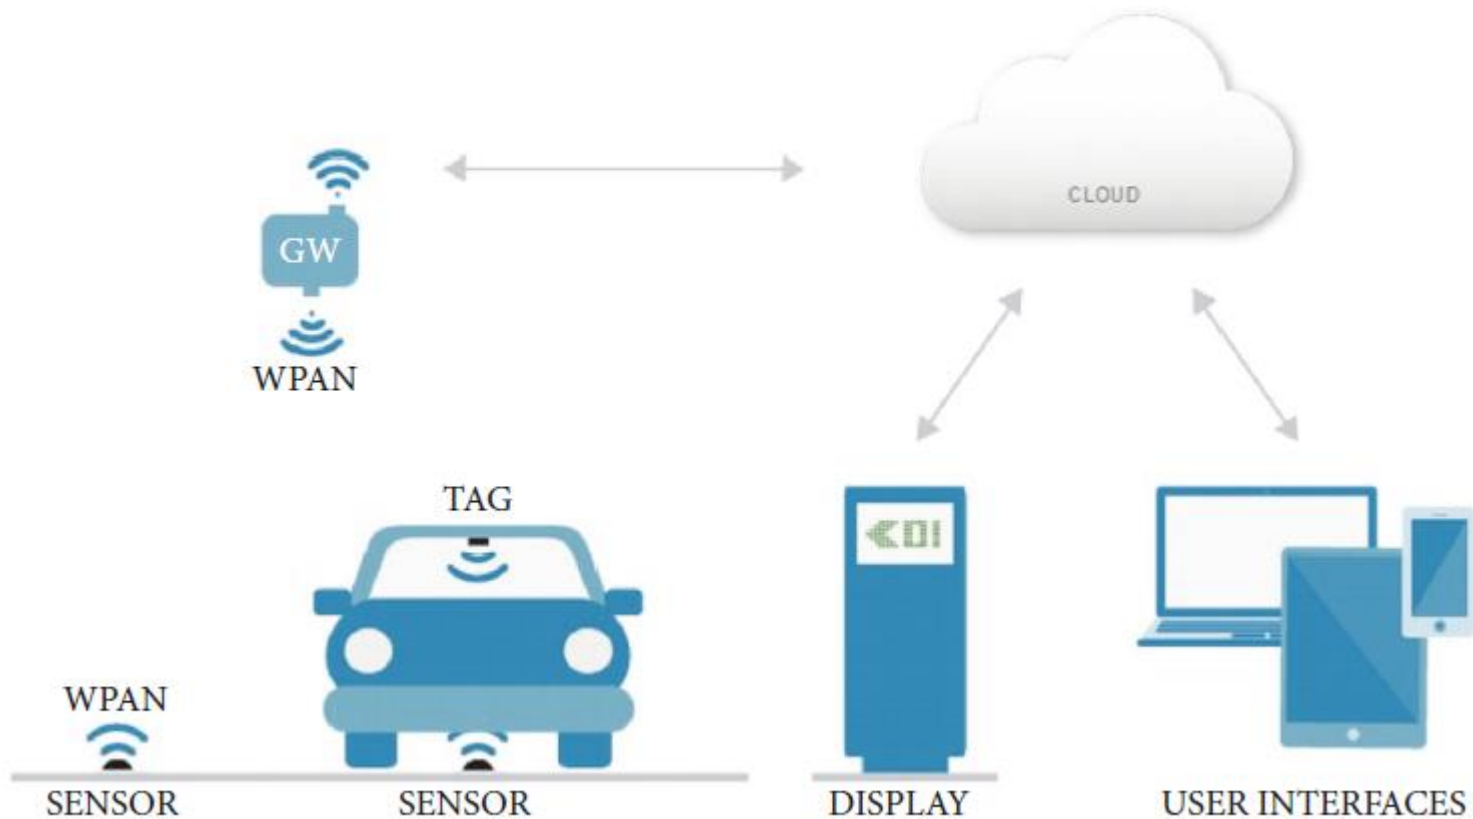 CLOUD
GW
WPAN
TAG
WPAN
SENSOR
SENSOR
DISPLAY
USER INTERFACES